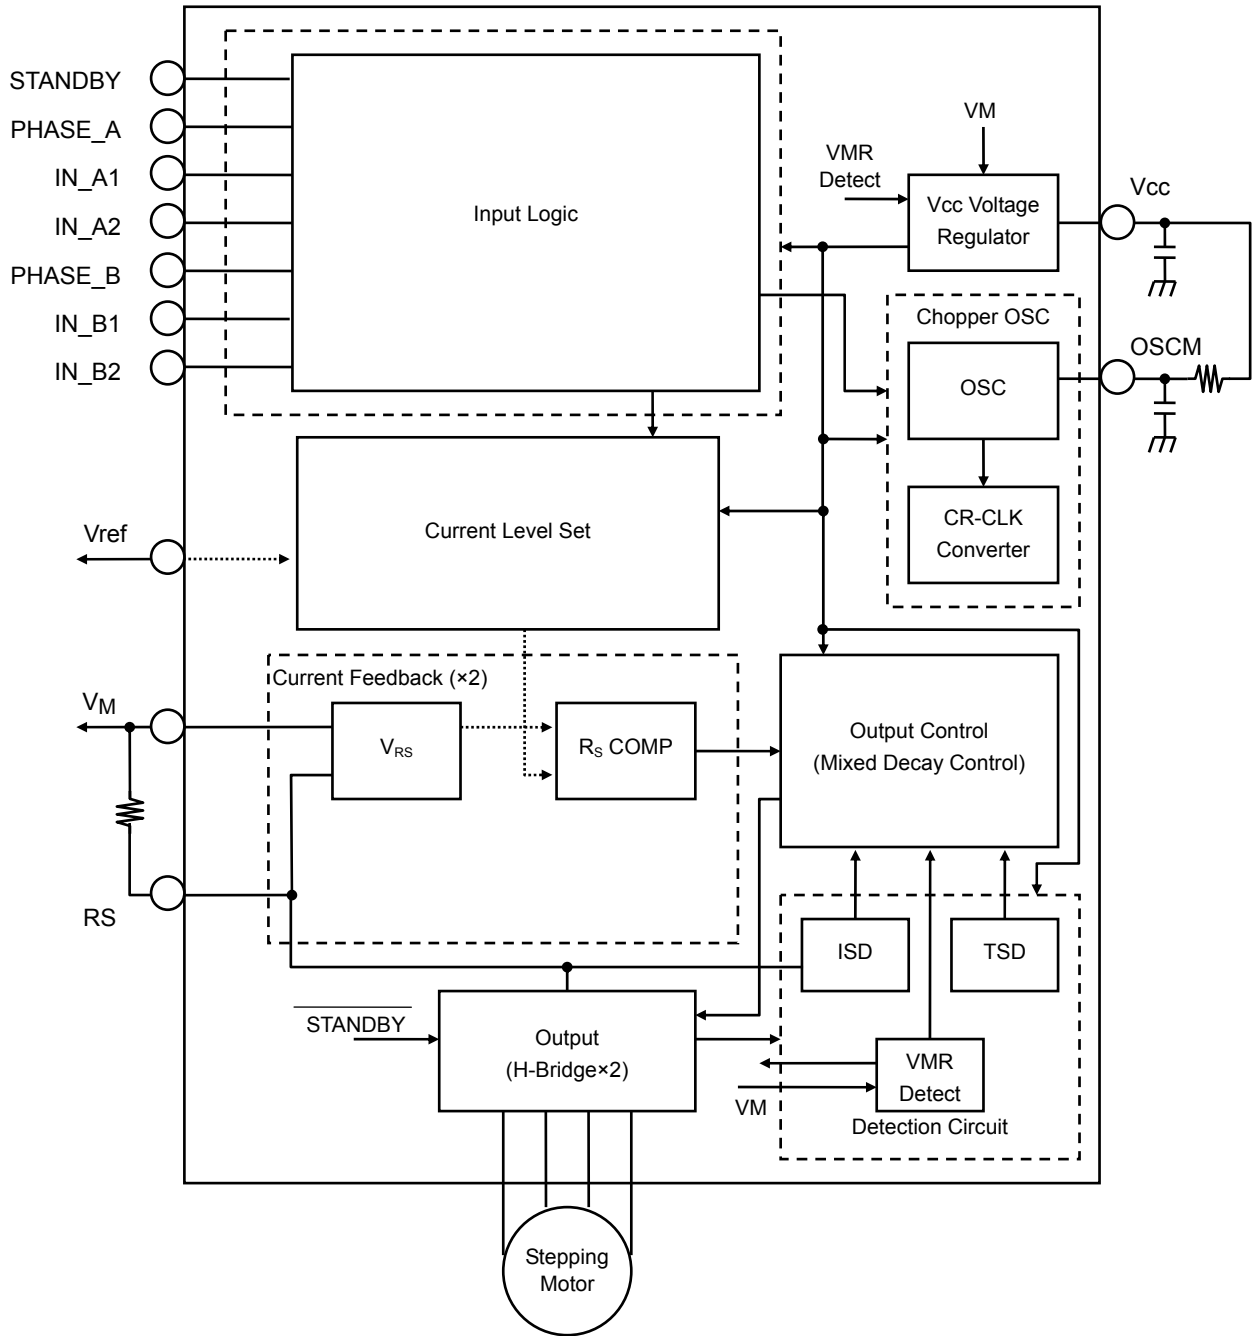 STANDBY
PHASE_A
IN_A1
IN_A2
PHASE_B
IN_B1
IN_B2
Input Logic
VM
VMR
Detect
Vcc Voltage
Regulator
Vcc
Chopper OSC
OSC
OSCM
CR-CLK
Converter
Vref
Current Level Set
Current Feedback (×2)
VM
VRS
RS COMP
Output Control
(Mixed Decay Control)
RS
ISD
TSD
STANDBY
Output
(H-Bridge×2)
VMR
Detect
VM
Detection Circuit
Stepping
Motor